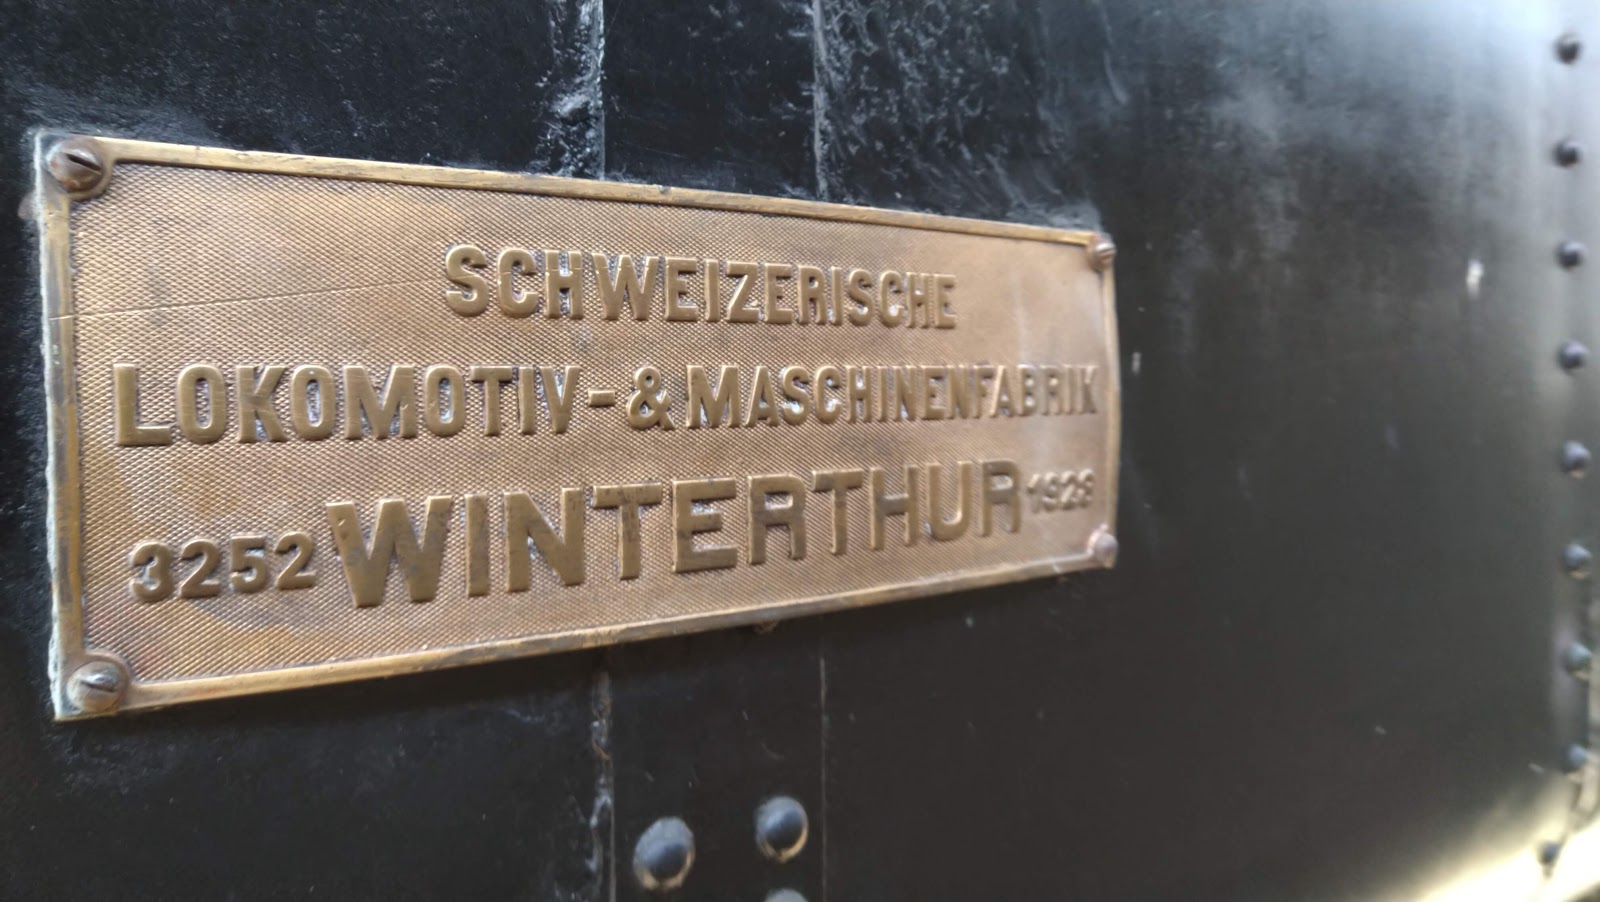 SCHWEIZERISCHE
LOKOMOTIV-&MASCHINENFABRIK
3252 WINTERTHUR 1928